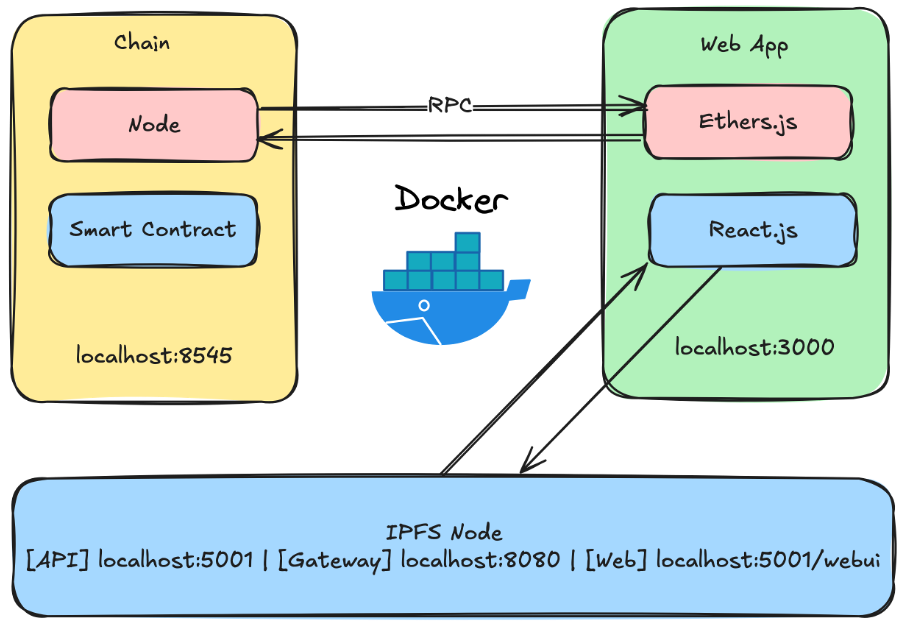 Chain
Web App
Node
RPC
Ethers.js
Docker
Smart Contract
React.js
localhost:8545
localhost:3000
IPFS Node
[API] localhost:5001 | [Gateway] localhost:8080 | [Web] localhost:5001/webui